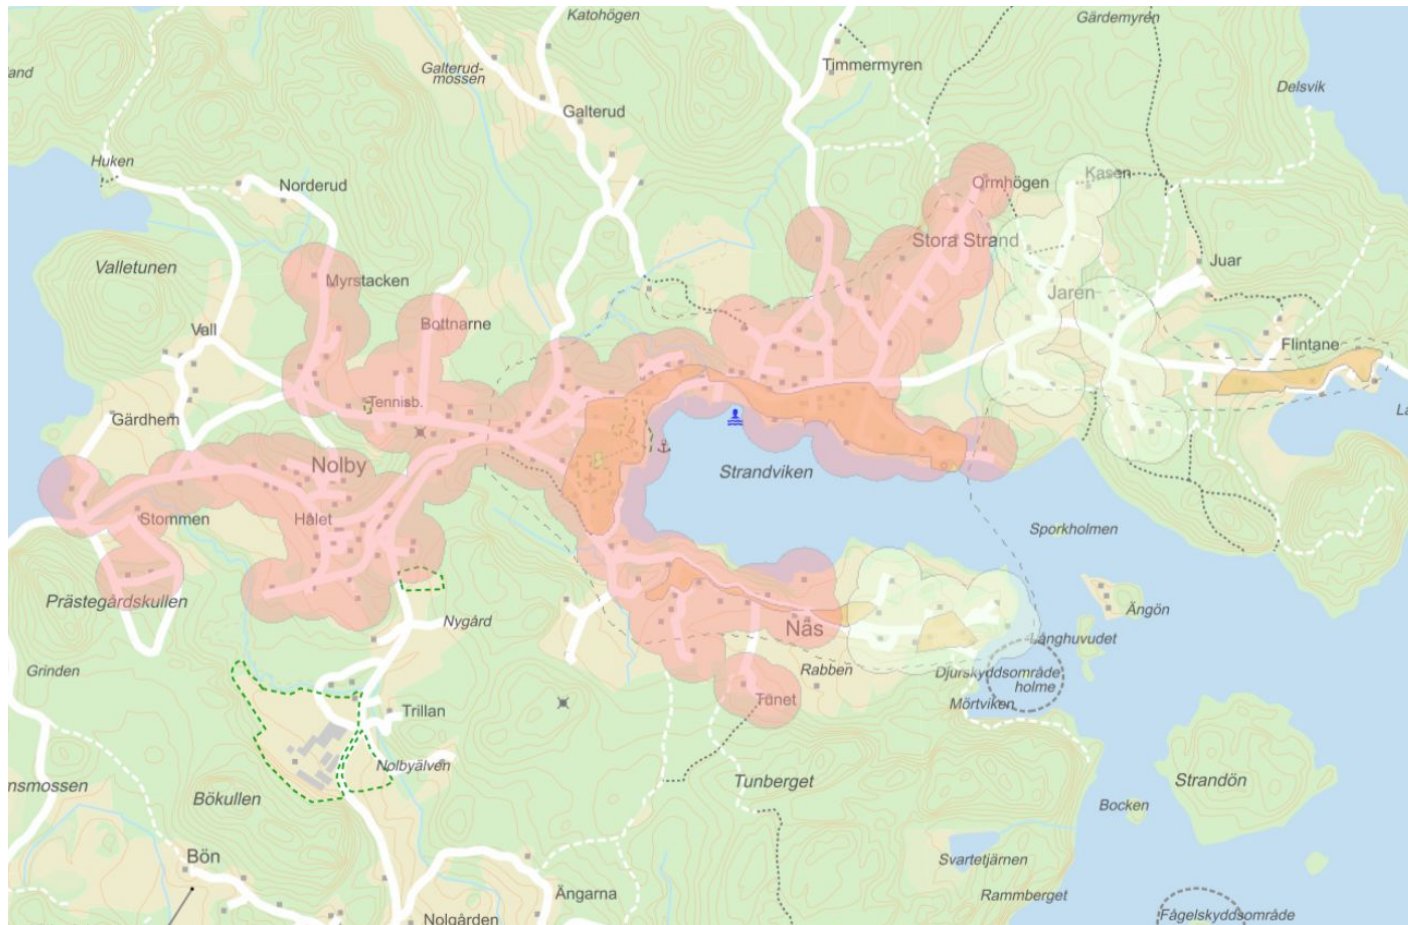 Katohögen
Gärdemyren
Timmermyren
Galterud-
mossen
and
Delsvik
Galterud
Huken
Norderud
Ormhögen
Kasen
Stora Strand
Juar
Valletunen
Myrstacken
Jaren
Bottnarne
Vall
Flintane
Tennisb.
Gärdhem
Nolby
Strandviken
Stommen
Hålet
Sporkholmen
Prästegårdskullen
Ängön
Nygård
Näs
Långhuvudet
Grinden
Rabben
Djurskyddsområde
holme
Tunet
Mörtviken
Trillan
Nolbyälven
nsmossen
Tunberget
Strandön
Bökullen
Bocken
Bön
Svartetjärnen
Ängarna
Rammberget
Nolgården
Fågelskyddsområde